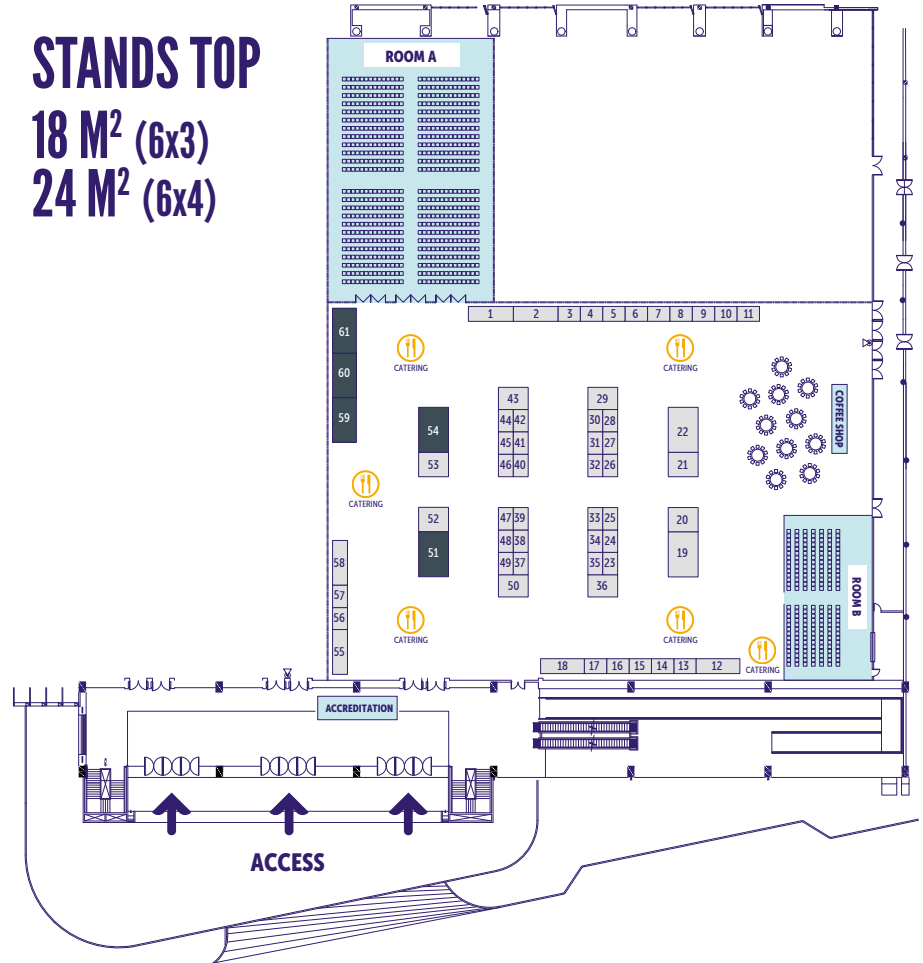 STANDS TOP
18 M² (6x3)
24 M² (6x4)
ROOM A
1 2 3 4 5 6 7 8 9 10 11
61
60
59
CATERING
CATERING
COFFEE SHOP
43
44 42
45 41
46 40
29
30 28
31 27
32 26
54
53
22
21
CATERING
52
51
47 39
48 38
49 37
50
33 25
34 24
35 23
36
20
19
ROOM B
58
57
56
55
CATERING
CATERING
CATERING
18 17 16 15 14 13 12
ACCREDITATION
ACCESS